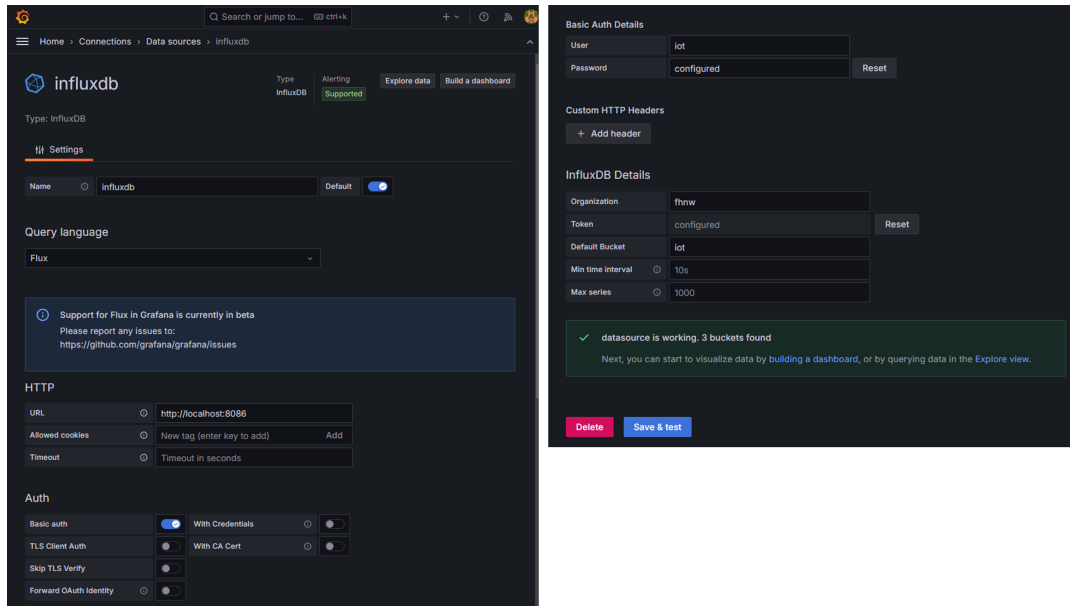 Search or jump to... ctrl+k
Home › Connections › Data sources › influxdb
influxdb
Type
InfluxDB
Alerting
Supported
Explore data
Build a dashboard
Type: InfluxDB
Settings
Name
influxdb
Default
Query language
Flux
Support for Flux in Grafana is currently in beta
Please report any issues to:
https://github.com/grafana/grafana/issues
HTTP
URL
http://localhost:8086
Allowed cookies
New tag (enter key to add)
Add
Timeout
Timeout in seconds
Auth
Basic auth
With Credentials
TLS Client Auth
With CA Cert
Skip TLS Verify
Forward OAuth Identity
Basic Auth Details
User
iot
Password
configured
Reset
Custom HTTP Headers
+ Add header
InfluxDB Details
Organization
fhnw
Token
configured
Reset
Default Bucket
iot
Min time interval
10s
Max series
1000
datasource is working. 3 buckets found
Next, you can start to visualize data by building a dashboard, or by querying data in the Explore view.
Delete
Save & test